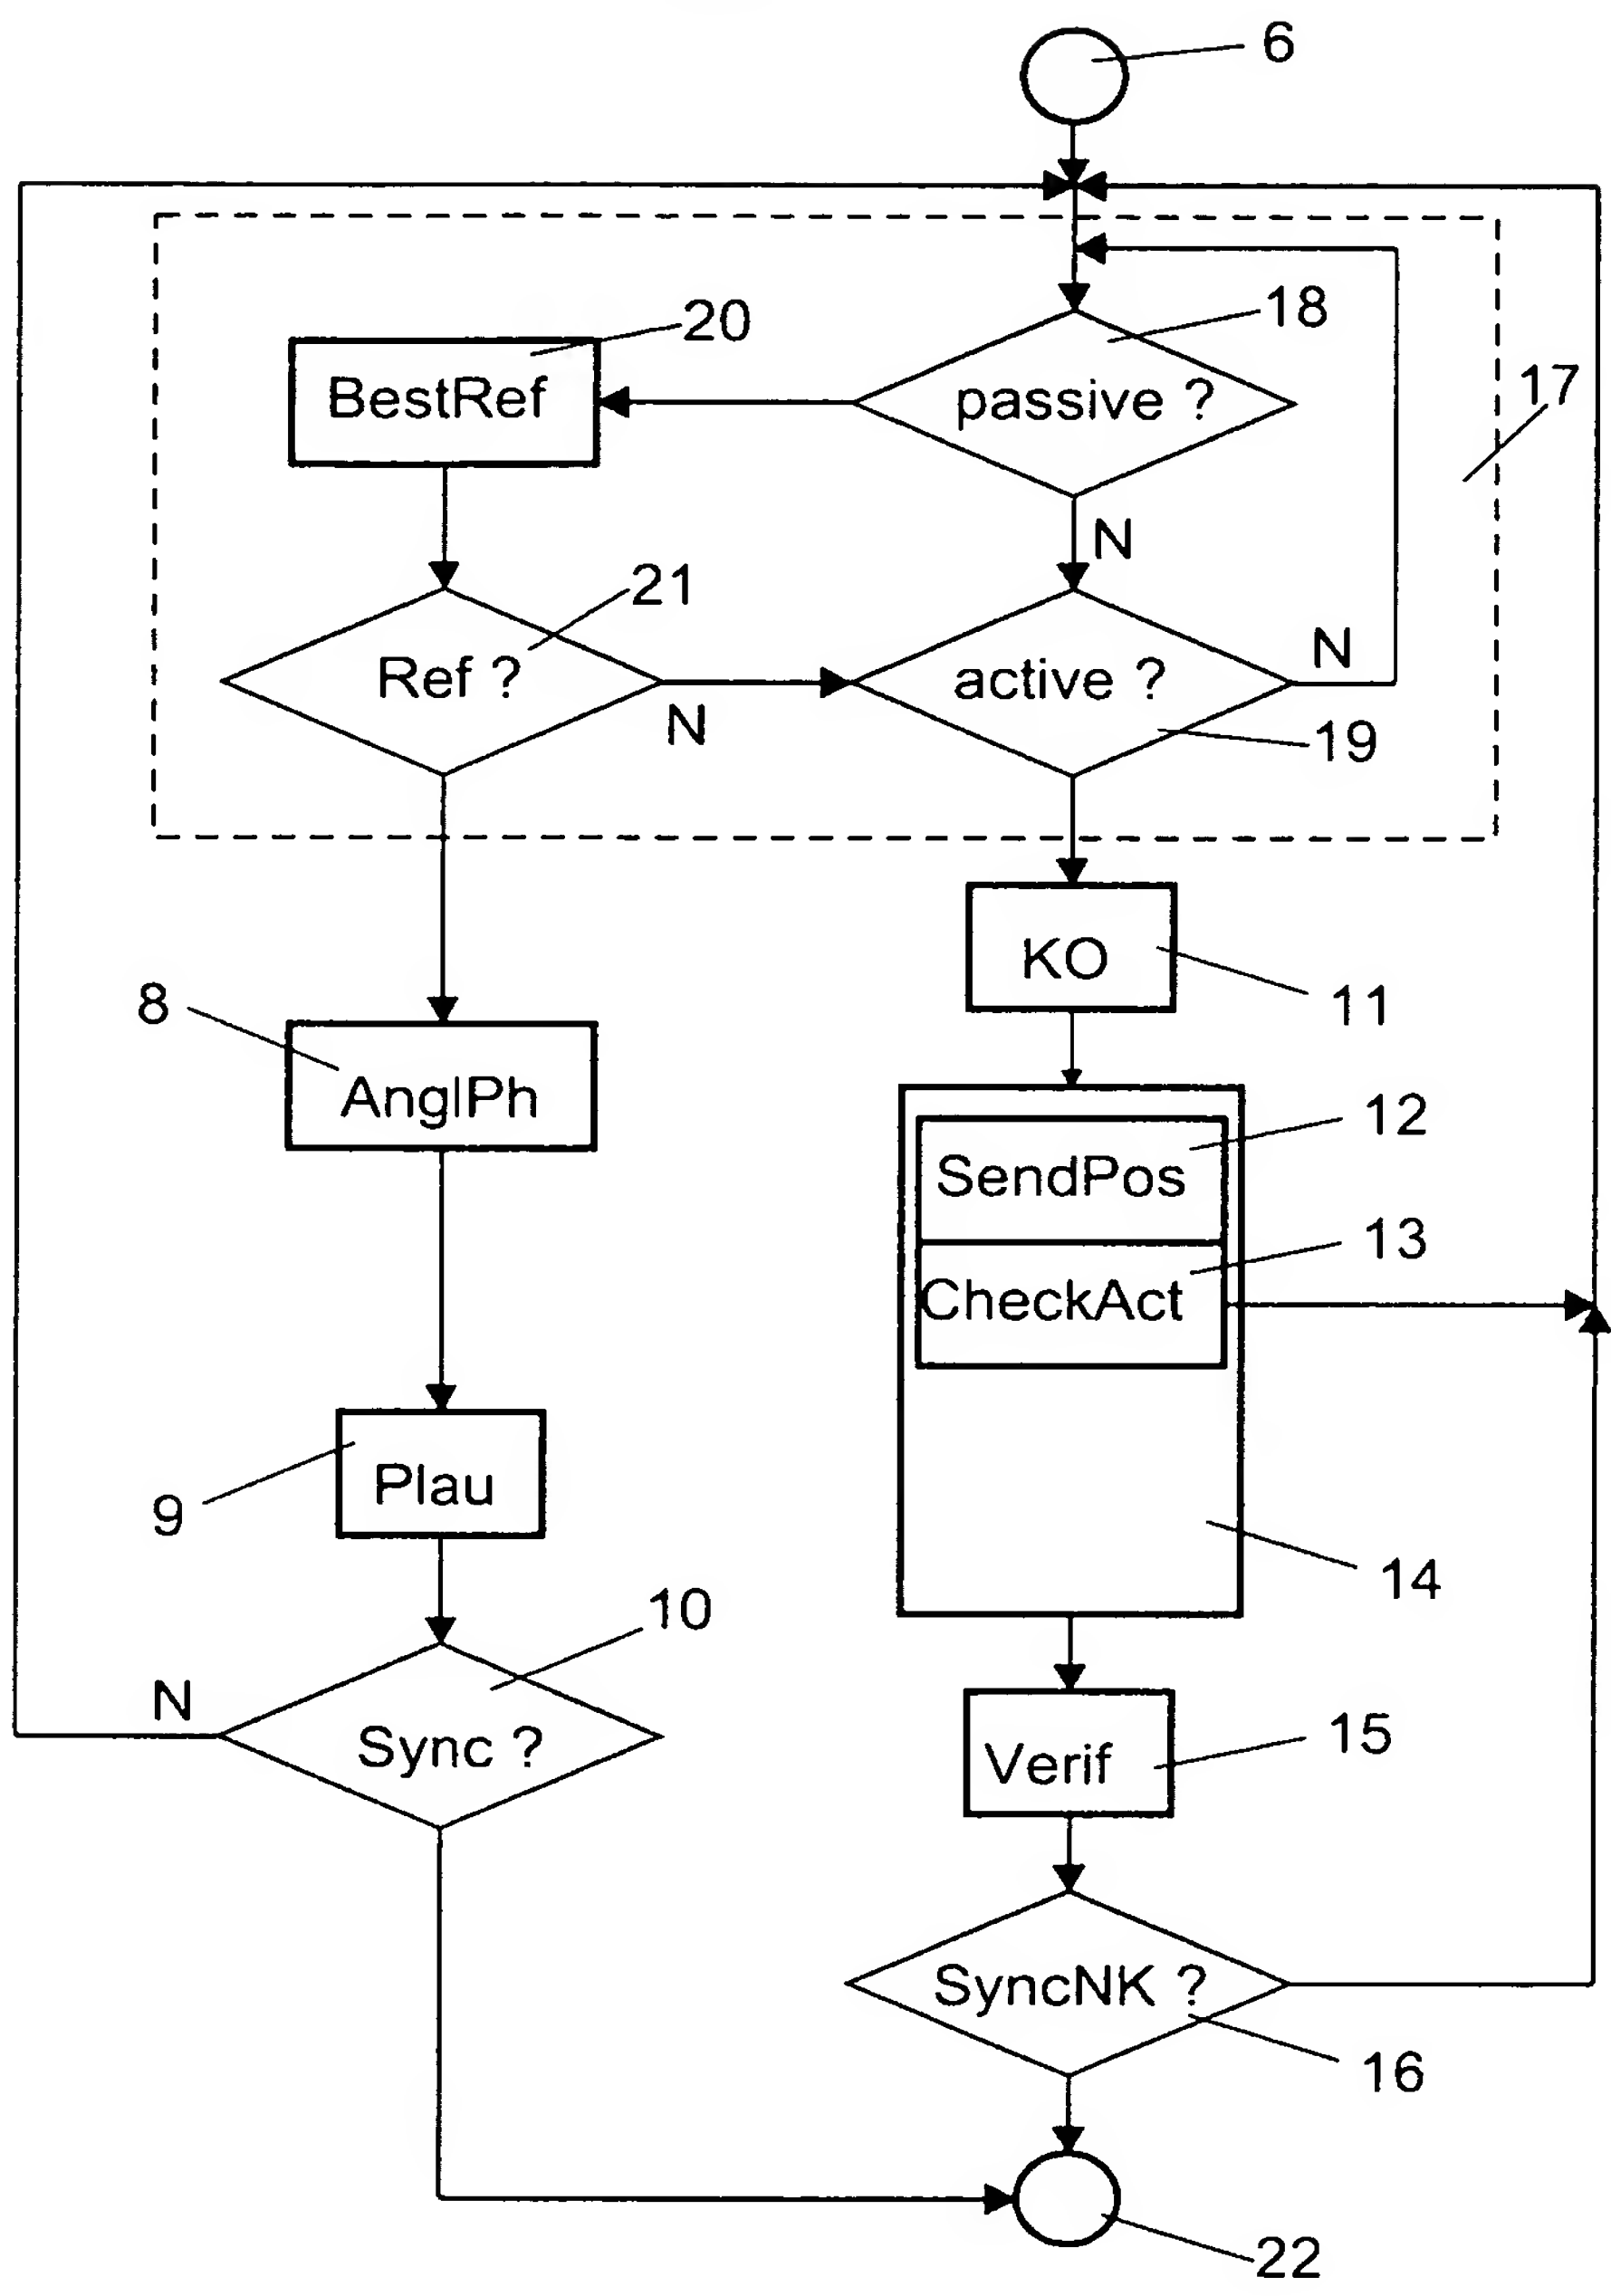 6
18
20
17
BestRef
passive ?
N
21
N
Ref ?
active ?
N
19
KO
8
11
AnglPh
12
SendPos
13
CheckAct
Plau
9
14
10
N
15
Sync ?
Verif
SyncNK ?
16
22